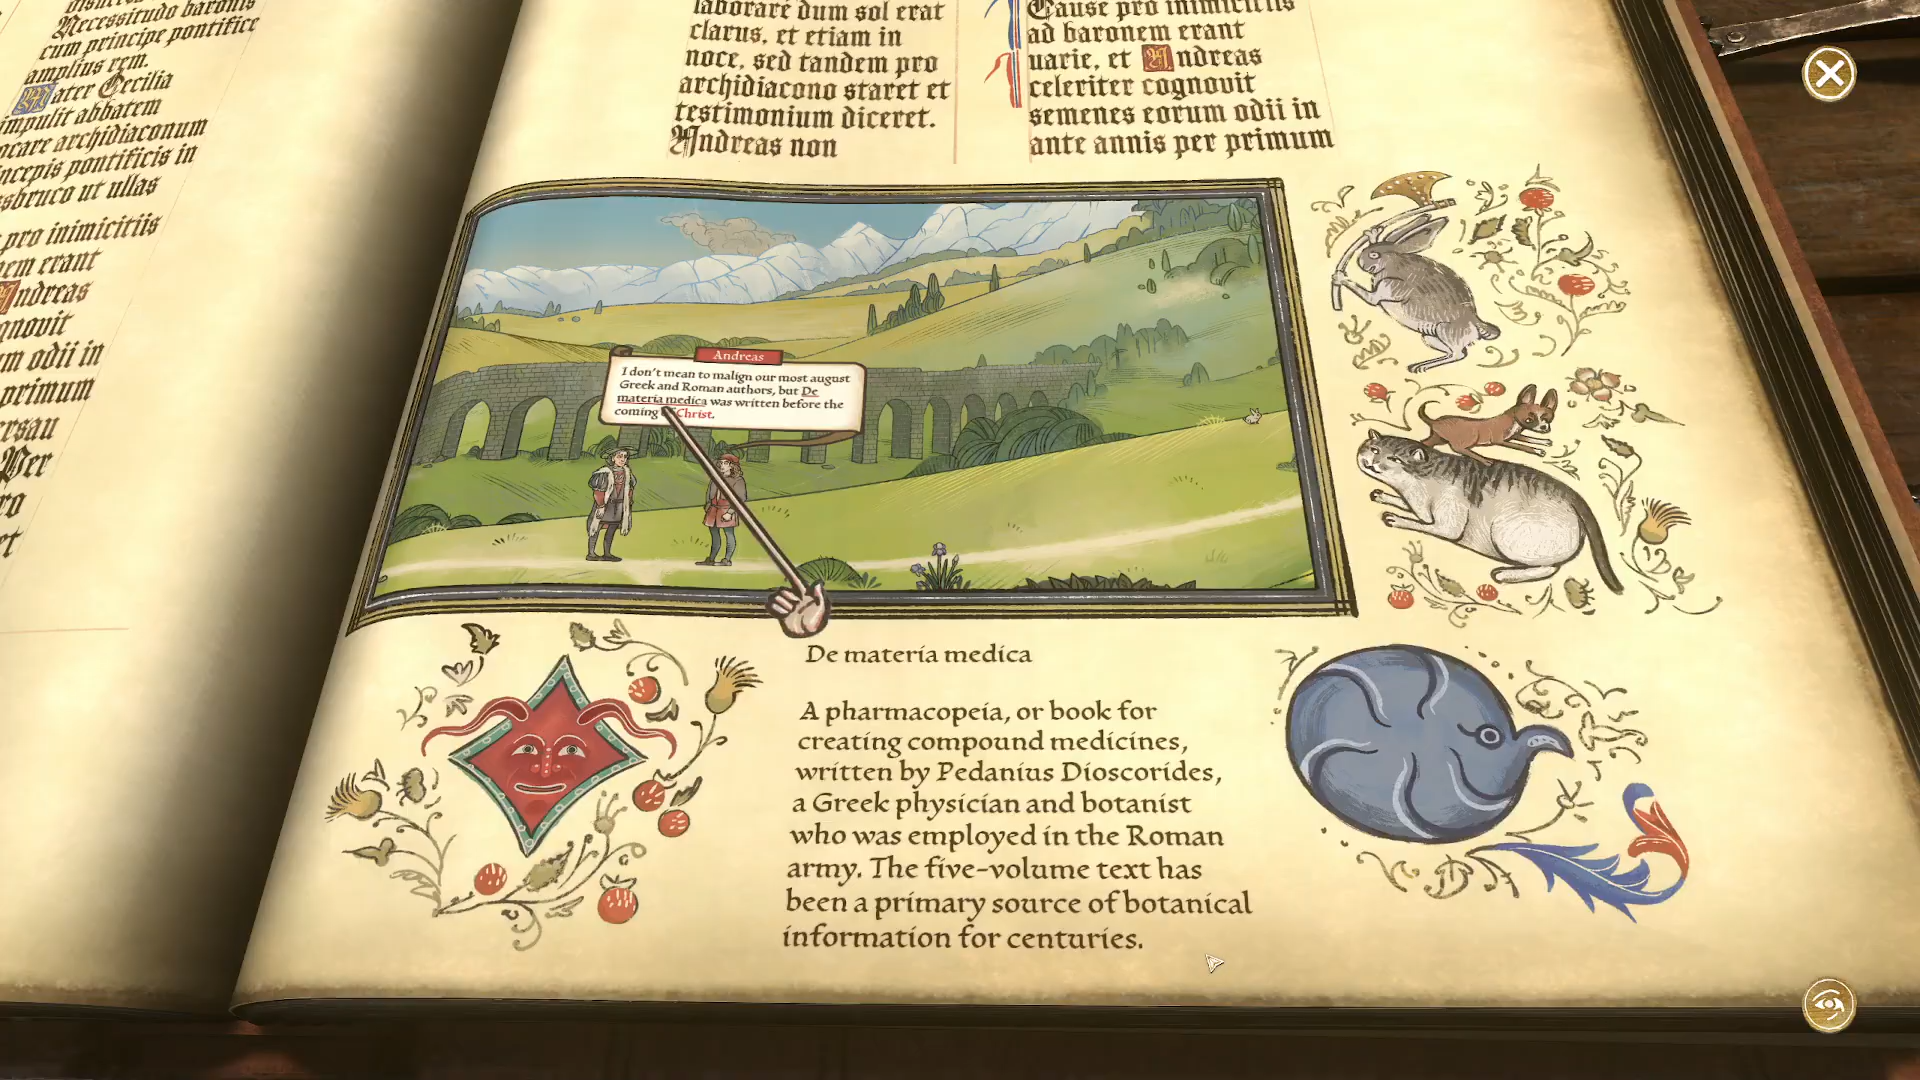 Necessitudo baronis
cum principe pontifice
amplius rem.
Mater Cecilia
impulit abbatem
archidiaconum
pontificis in
ut ullas
pro inimicitiis
erant
Andreas
odii in
primum
Per
laborare dum sol erat
clarus, et etiam in
noce, sed tandem pro
archidiacono staret et
testimonium diceret.
Andreas non
Cause pro inimicitiis
ad baronem erant
uarie, et Andreas
celeriter cognovit
semenes eorum odii in
ante annis per primum
Andreas
I don't mean to malign our most august
Greek and Roman authors, but De
materia medica was written before the
coming Christ.
De materia medica
A pharmacopeia, or book for
creating compound medicines,
written by Pedanius Dioscorides,
a Greek physician and botanist
who was employed in the Roman
army. The five-volume text has
been a primary source of botanical
information for centuries.